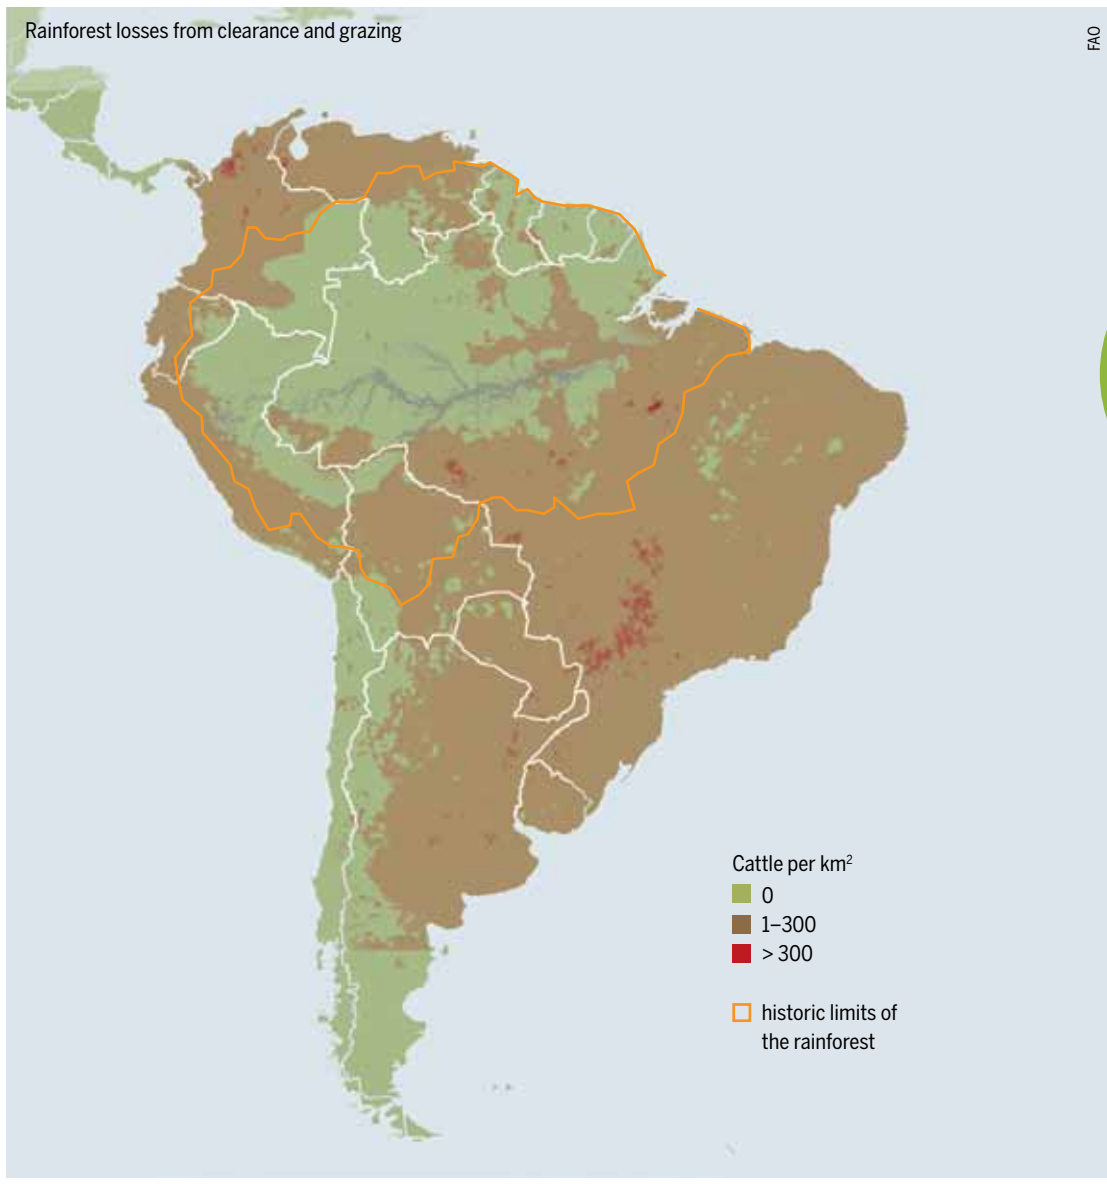 Rainforest losses from clearance and grazing
FAO
Cattle per km²
0
1–300
> 300
historic limits of
the rainforest